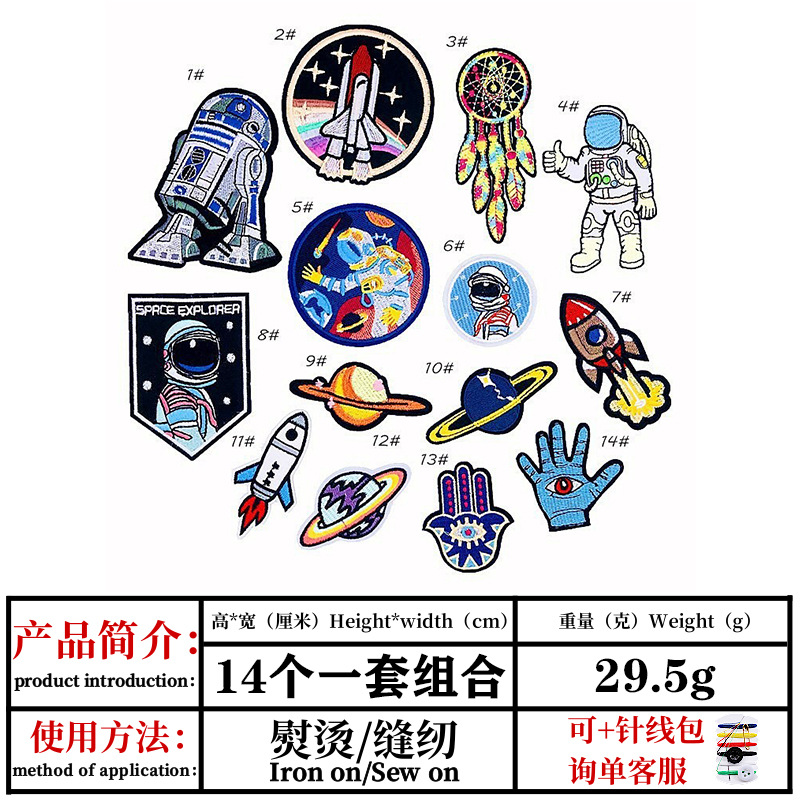 2#
1#
3#
4#
5#
6#
7#
SPACE EXPLORER
8#
9#
10#
11#
12#
13#
14#
产品简介：
product introduction：
高*宽（厘米）Height*width（cm）
重量（克）Weight（g）
14个一套组合
29.5g
使用方法：
method of application：
熨烫/缝纫
Iron on/Sew on
可+针线包
询单客服